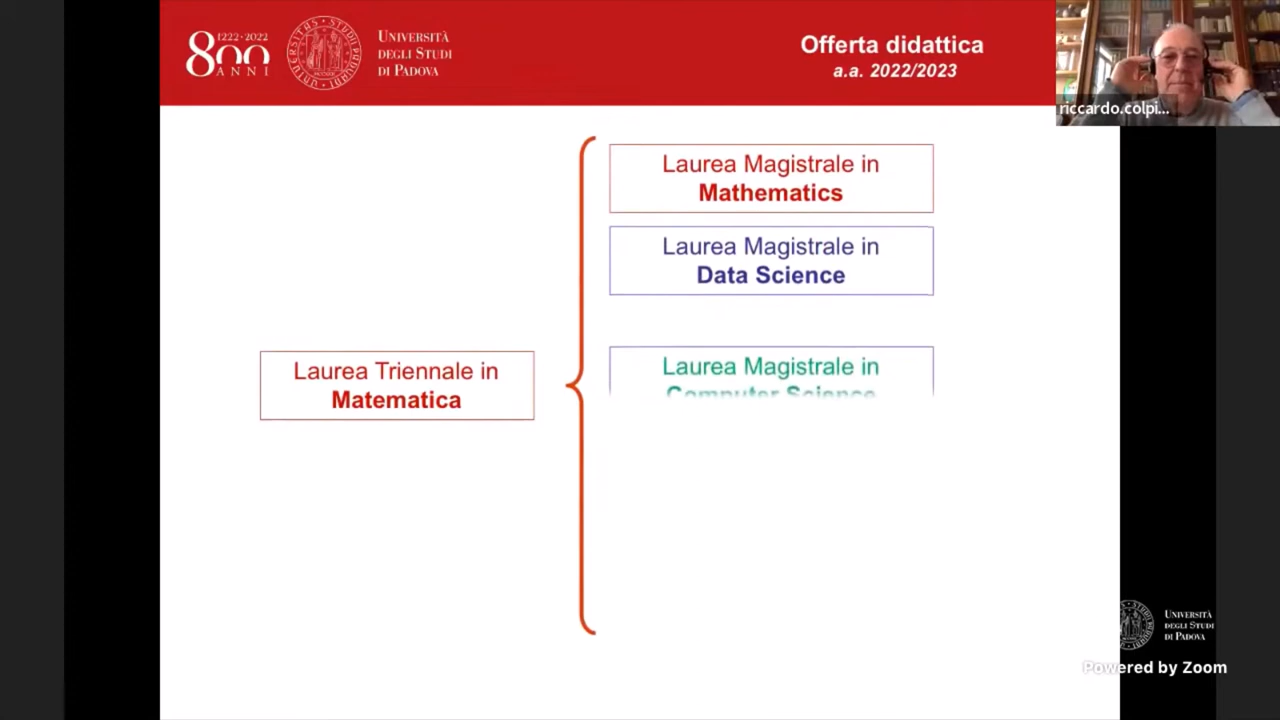 1222·2022
800
ANNI
UNIVERSITÀ
DEGLI STUDI
DI PADOVA
Offerta didattica
a.a. 2022/2023
riccardo.colpi...
Laurea Magistrale in
Mathematics
Laurea Magistrale in
Data Science
Laurea Triennale in
Matematica
Laurea Magistrale in
Computer Science
UNIVERSITÀ
DEGLI STUDI
DI PADOVA
Powered by Zoom